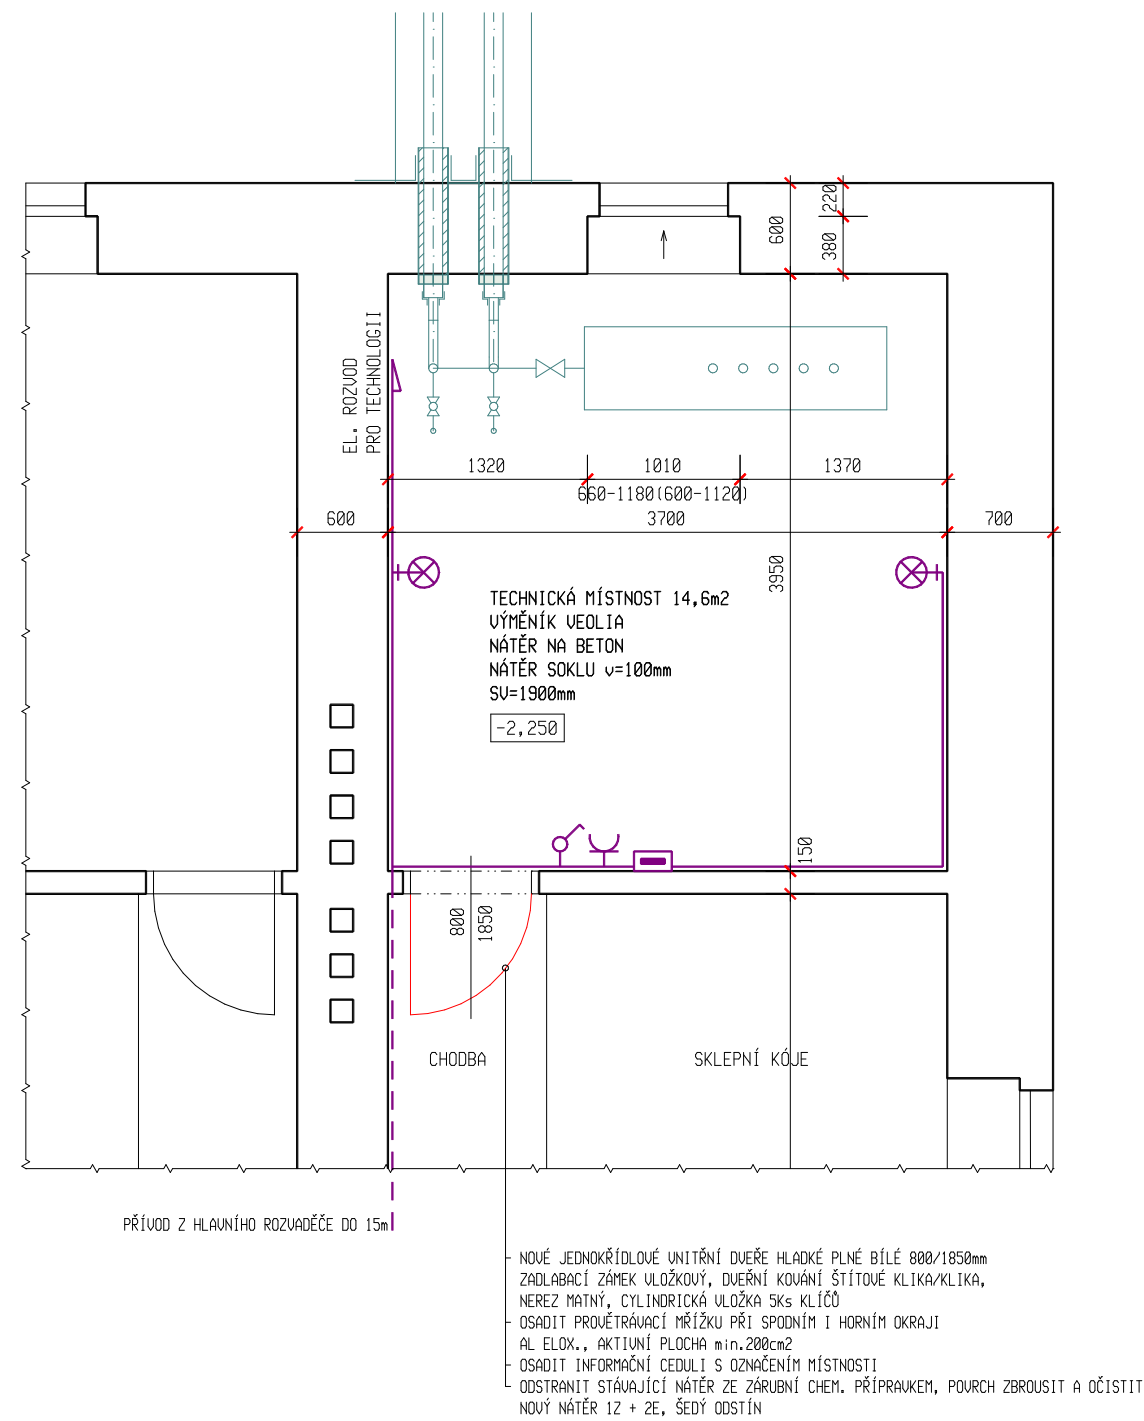 220
600
380
EL. ROZVOD
PRO TECHNOLOGII
1320
1010
1370
660-1180(600-1120)
600
3700
700
3950
TECHNICKÁ MÍSTNOST 14,6m2
VÝMĚNÍK VEOLIA
NÁTĚR NA BETON
NÁTĚR SOKLU v=100mm
SV=1900mm
-2,250
150
800
1850
CHODBA
SKLEPNÍ KÓJE
PŘÍVOD Z HLAVNÍHO ROZVADĚČE DO 15m
NOVÉ JEDNOKŘÍDLOVÉ VNITŘNÍ DVEŘE HLADKÉ PLNÉ BÍLÉ 800/1850mm
ZADLABACÍ ZÁMEK VLOŽKOVÝ, DVEŘNÍ KOVÁNÍ ŠTÍTOVÉ KLIKA/KLIKA,
NEREZ MATNÝ, CYLINDRICKÁ VLOŽKA 5Ks KLÍČŮ
OSADIT PROVĚTRÁVACÍ MŘÍŽKU PŘI SPODNÍM I HORNÍM OKRAJI
AL ELOX., AKTIVNÍ PLOCHA min.200cm2
OSADIT INFORMAČNÍ CEDULI S OZNAČENÍM MÍSTNOSTI
ODSTRANIT STÁVAJÍCÍ NÁTĚR ZE ZÁRUBNÍ CHEM. PŘÍPRAVKEM, POVRCH ZBROUSIT A OČISTIT
NOVÝ NÁTĚR 1Z + 2E, ŠEDÝ ODSTÍN